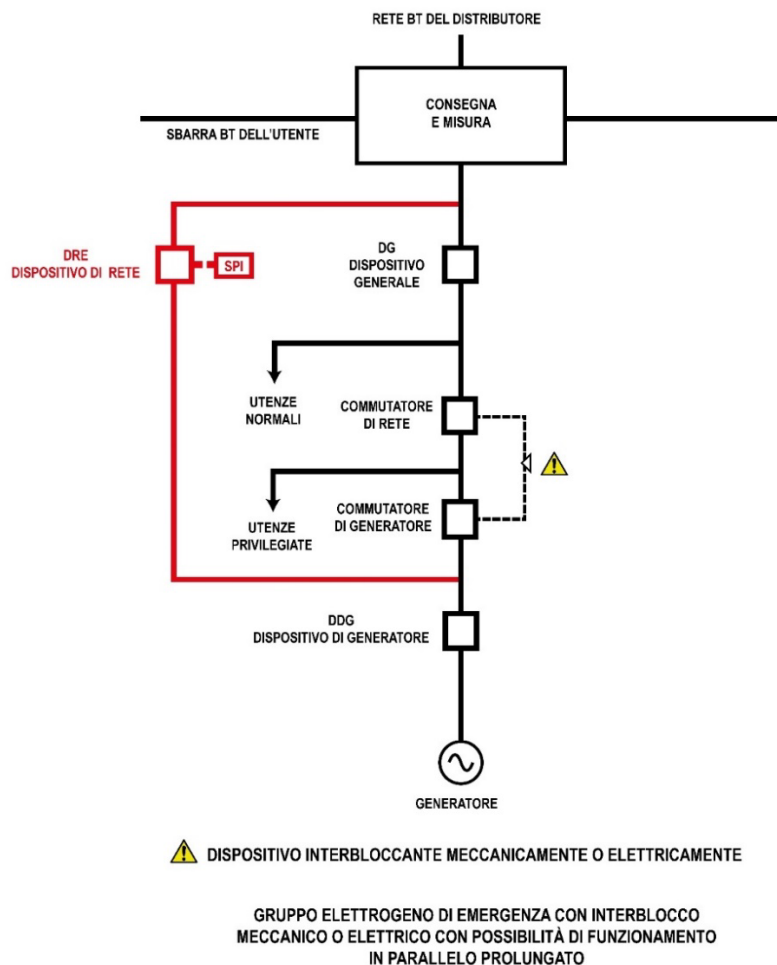 RETE BT DEL DISTRIBUTORE
CONSEGNA
E MISURA
SBARRA BT DELL'UTENTE
DRE
DISPOSITIVO DI RETE
SPI
DG
DISPOSITIVO
GENERALE
UTENZE
NORMALI
COMMUTATORE
DI RETE
UTENZE
PRIVILEGIATE
COMMUTATORE
DI GENERATORE
DDG
DISPOSITIVO DI GENERATORE
GENERATORE
DISPOSITIVO INTERBLOCCANTE MECCANICAMENTE O ELETTRICAMENTE
GRUPPO ELETTROGENO DI EMERGENZA CON INTERBLOCCO
MECCANICO O ELETTRICO CON POSSIBILITÀ DI FUNZIONAMENTO
IN PARALLELO PROLUNGATO